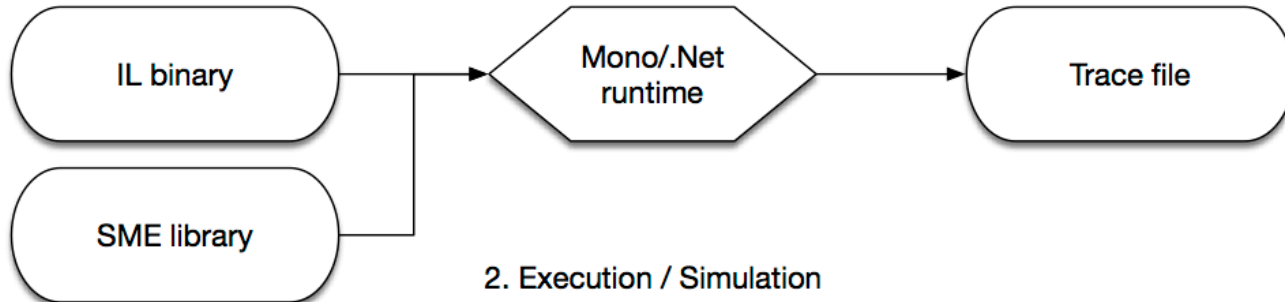 IL binary
Mono/.Net
runtime
Trace file
SME library
2. Execution / Simulation